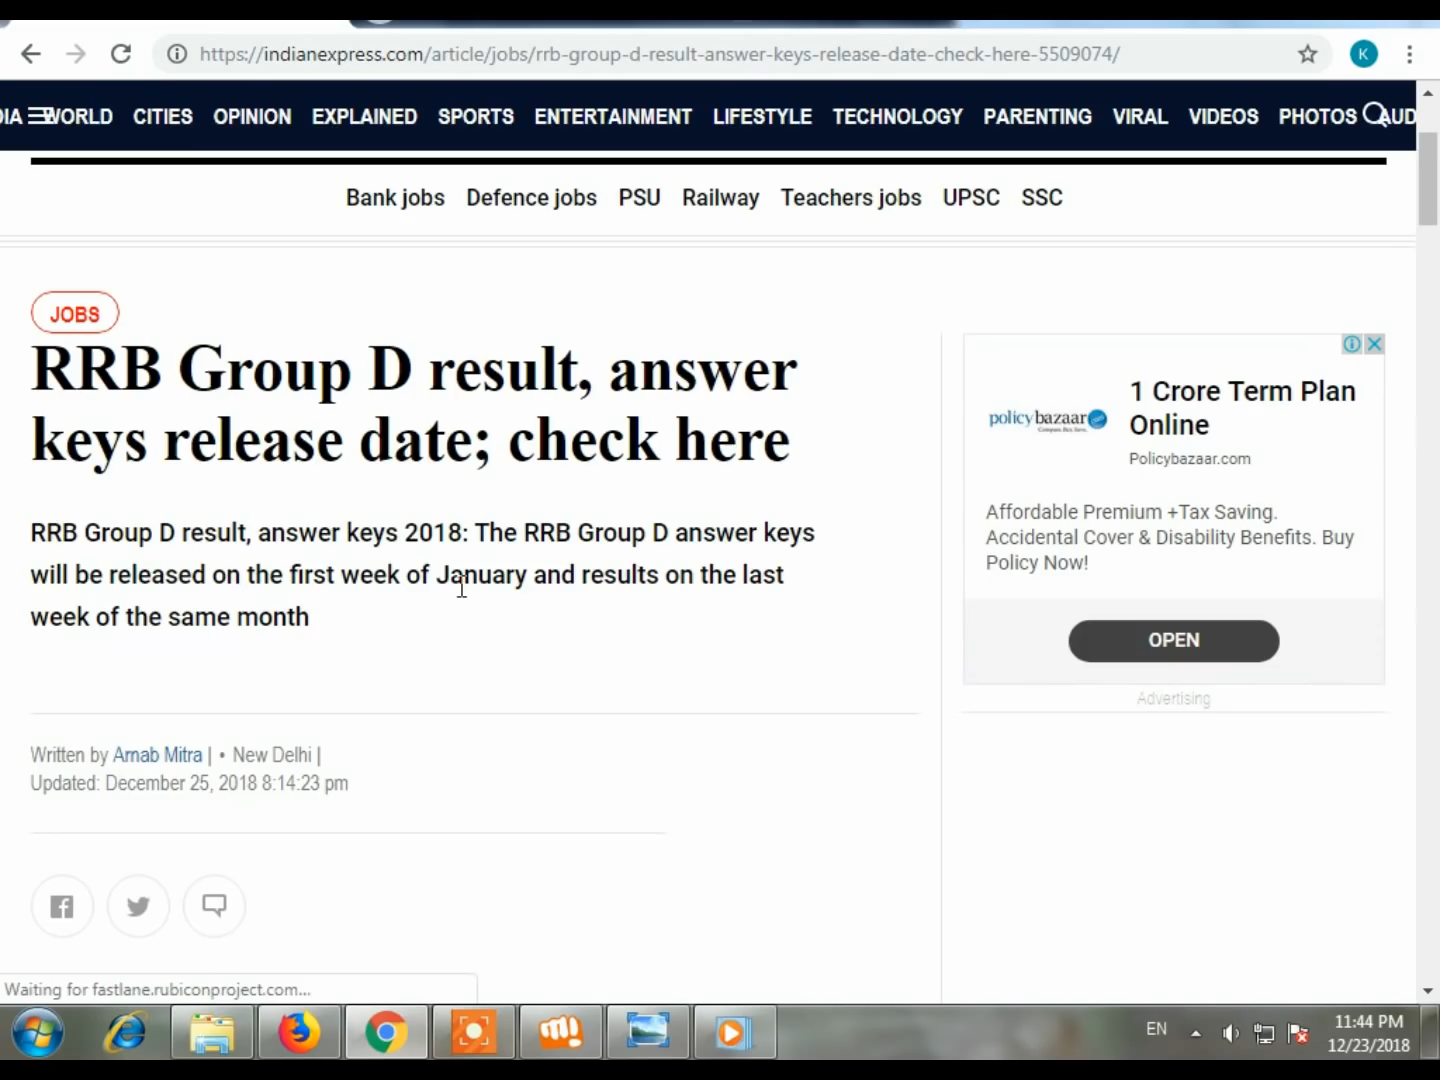 https://indianexpress.com/article/jobs/rrb-group-d-result-answer-keys-release-date-check-here-5509074/
K
DIA WORLD CITIES OPINION EXPLAINED SPORTS ENTERTAINMENT LIFESTYLE TECHNOLOGY PARENTING VIRAL VIDEOS PHOTOS AUD
Bank jobs Defence jobs PSU Railway Teachers jobs UPSC SSC
JOBS
RRB Group D result, answer
keys release date; check here
RRB Group D result, answer keys 2018: The RRB Group D answer keys
will be released on the first week of January and results on the last
week of the same month
Written by Arnab Mitra | • New Delhi |
Updated: December 25, 2018 8:14:23 pm
1 Crore Term Plan
Online
policybazaar
Policybazaar.com
Affordable Premium +Tax Saving.
Accidental Cover & Disability Benefits. Buy
Policy Now!
OPEN
Advertising
Waiting for fastlane.rubiconproject.com...
EN
11:44 PM
12/23/2018